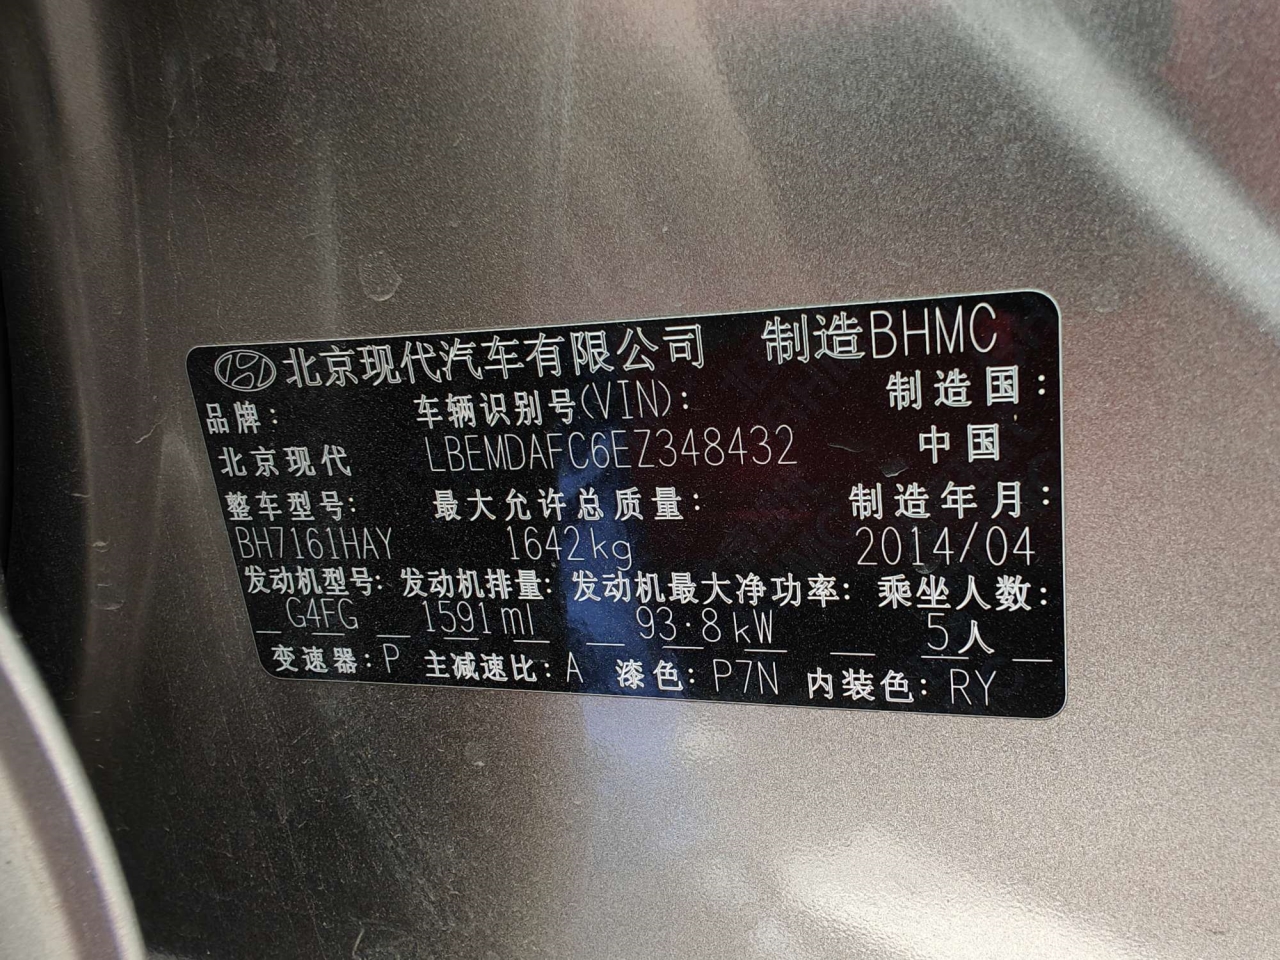 北京现代汽车有限公司 制造BHMC
品牌: 车辆识别号(VIN): 制造国:
北京现代 LBEMDAFC6EZ348432 中国
整车型号: 最大允许总质量: 制造年月:
BH7161HAY 1642kg 2014/04
发动机型号: 发动机排量: 发动机最大净功率: 乘坐人数:
G4FG 1591ml 93.8kW 5人
变速器:P 主减速比:A 漆色:P7N 内装色:RY